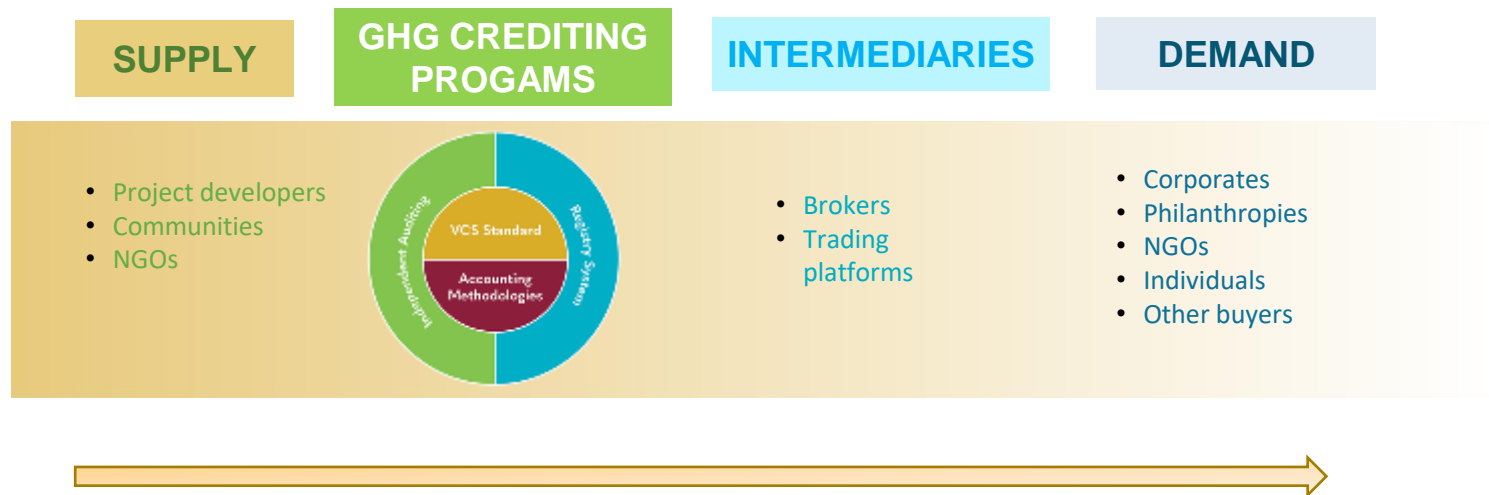 SUPPLY
GHG CREDITING
PROGAMS
INTERMEDIARIES
DEMAND
• Project developers
• Communities
• NGOs
Independent Auditing
VCS Standard
Accounting
Methodologies
Registry System
• Brokers
• Trading
platforms
• Corporates
• Philanthropies
• NGOs
• Individuals
• Other buyers